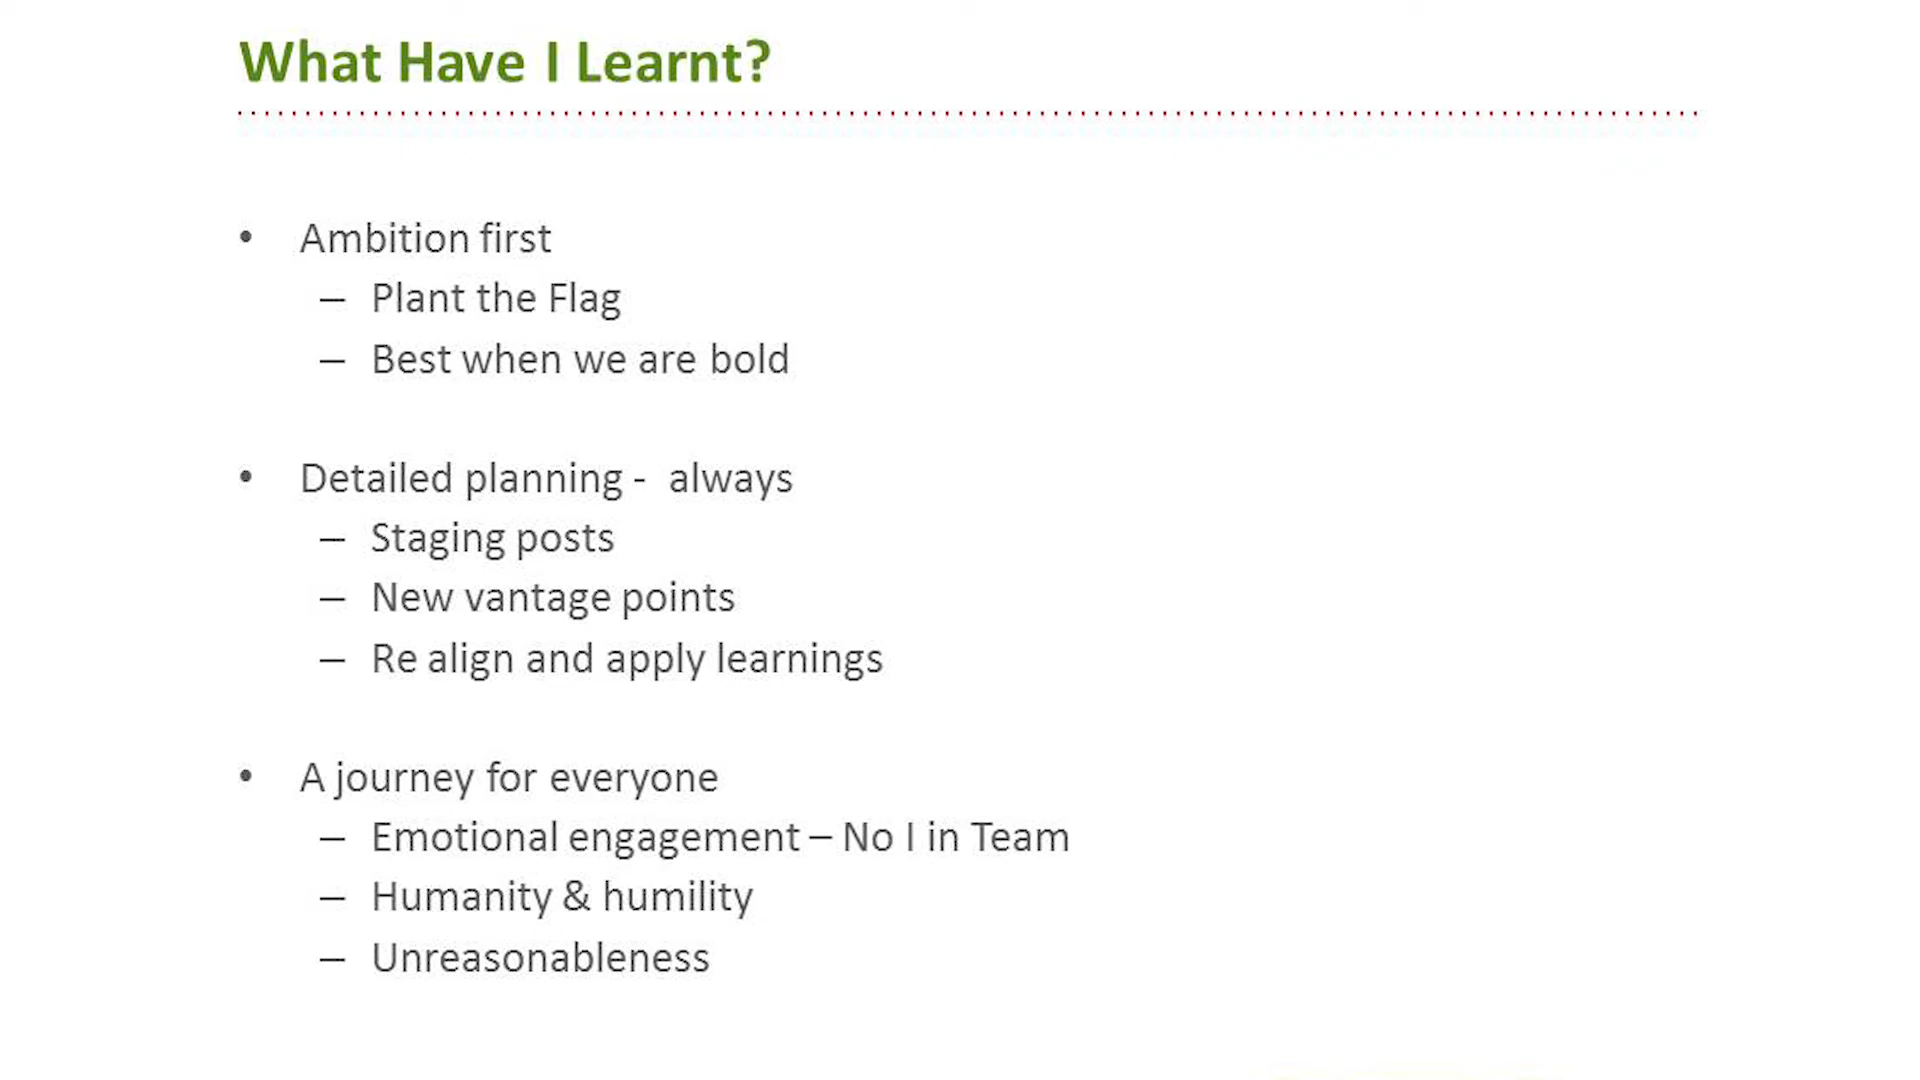 What Have I Learnt?
• Ambition first
– Plant the Flag
– Best when we are bold
• Detailed planning -  always
– Staging posts
– New vantage points
– Re align and apply learnings
• A journey for everyone
– Emotional engagement – No I in Team
– Humanity & humility
– Unreasonableness